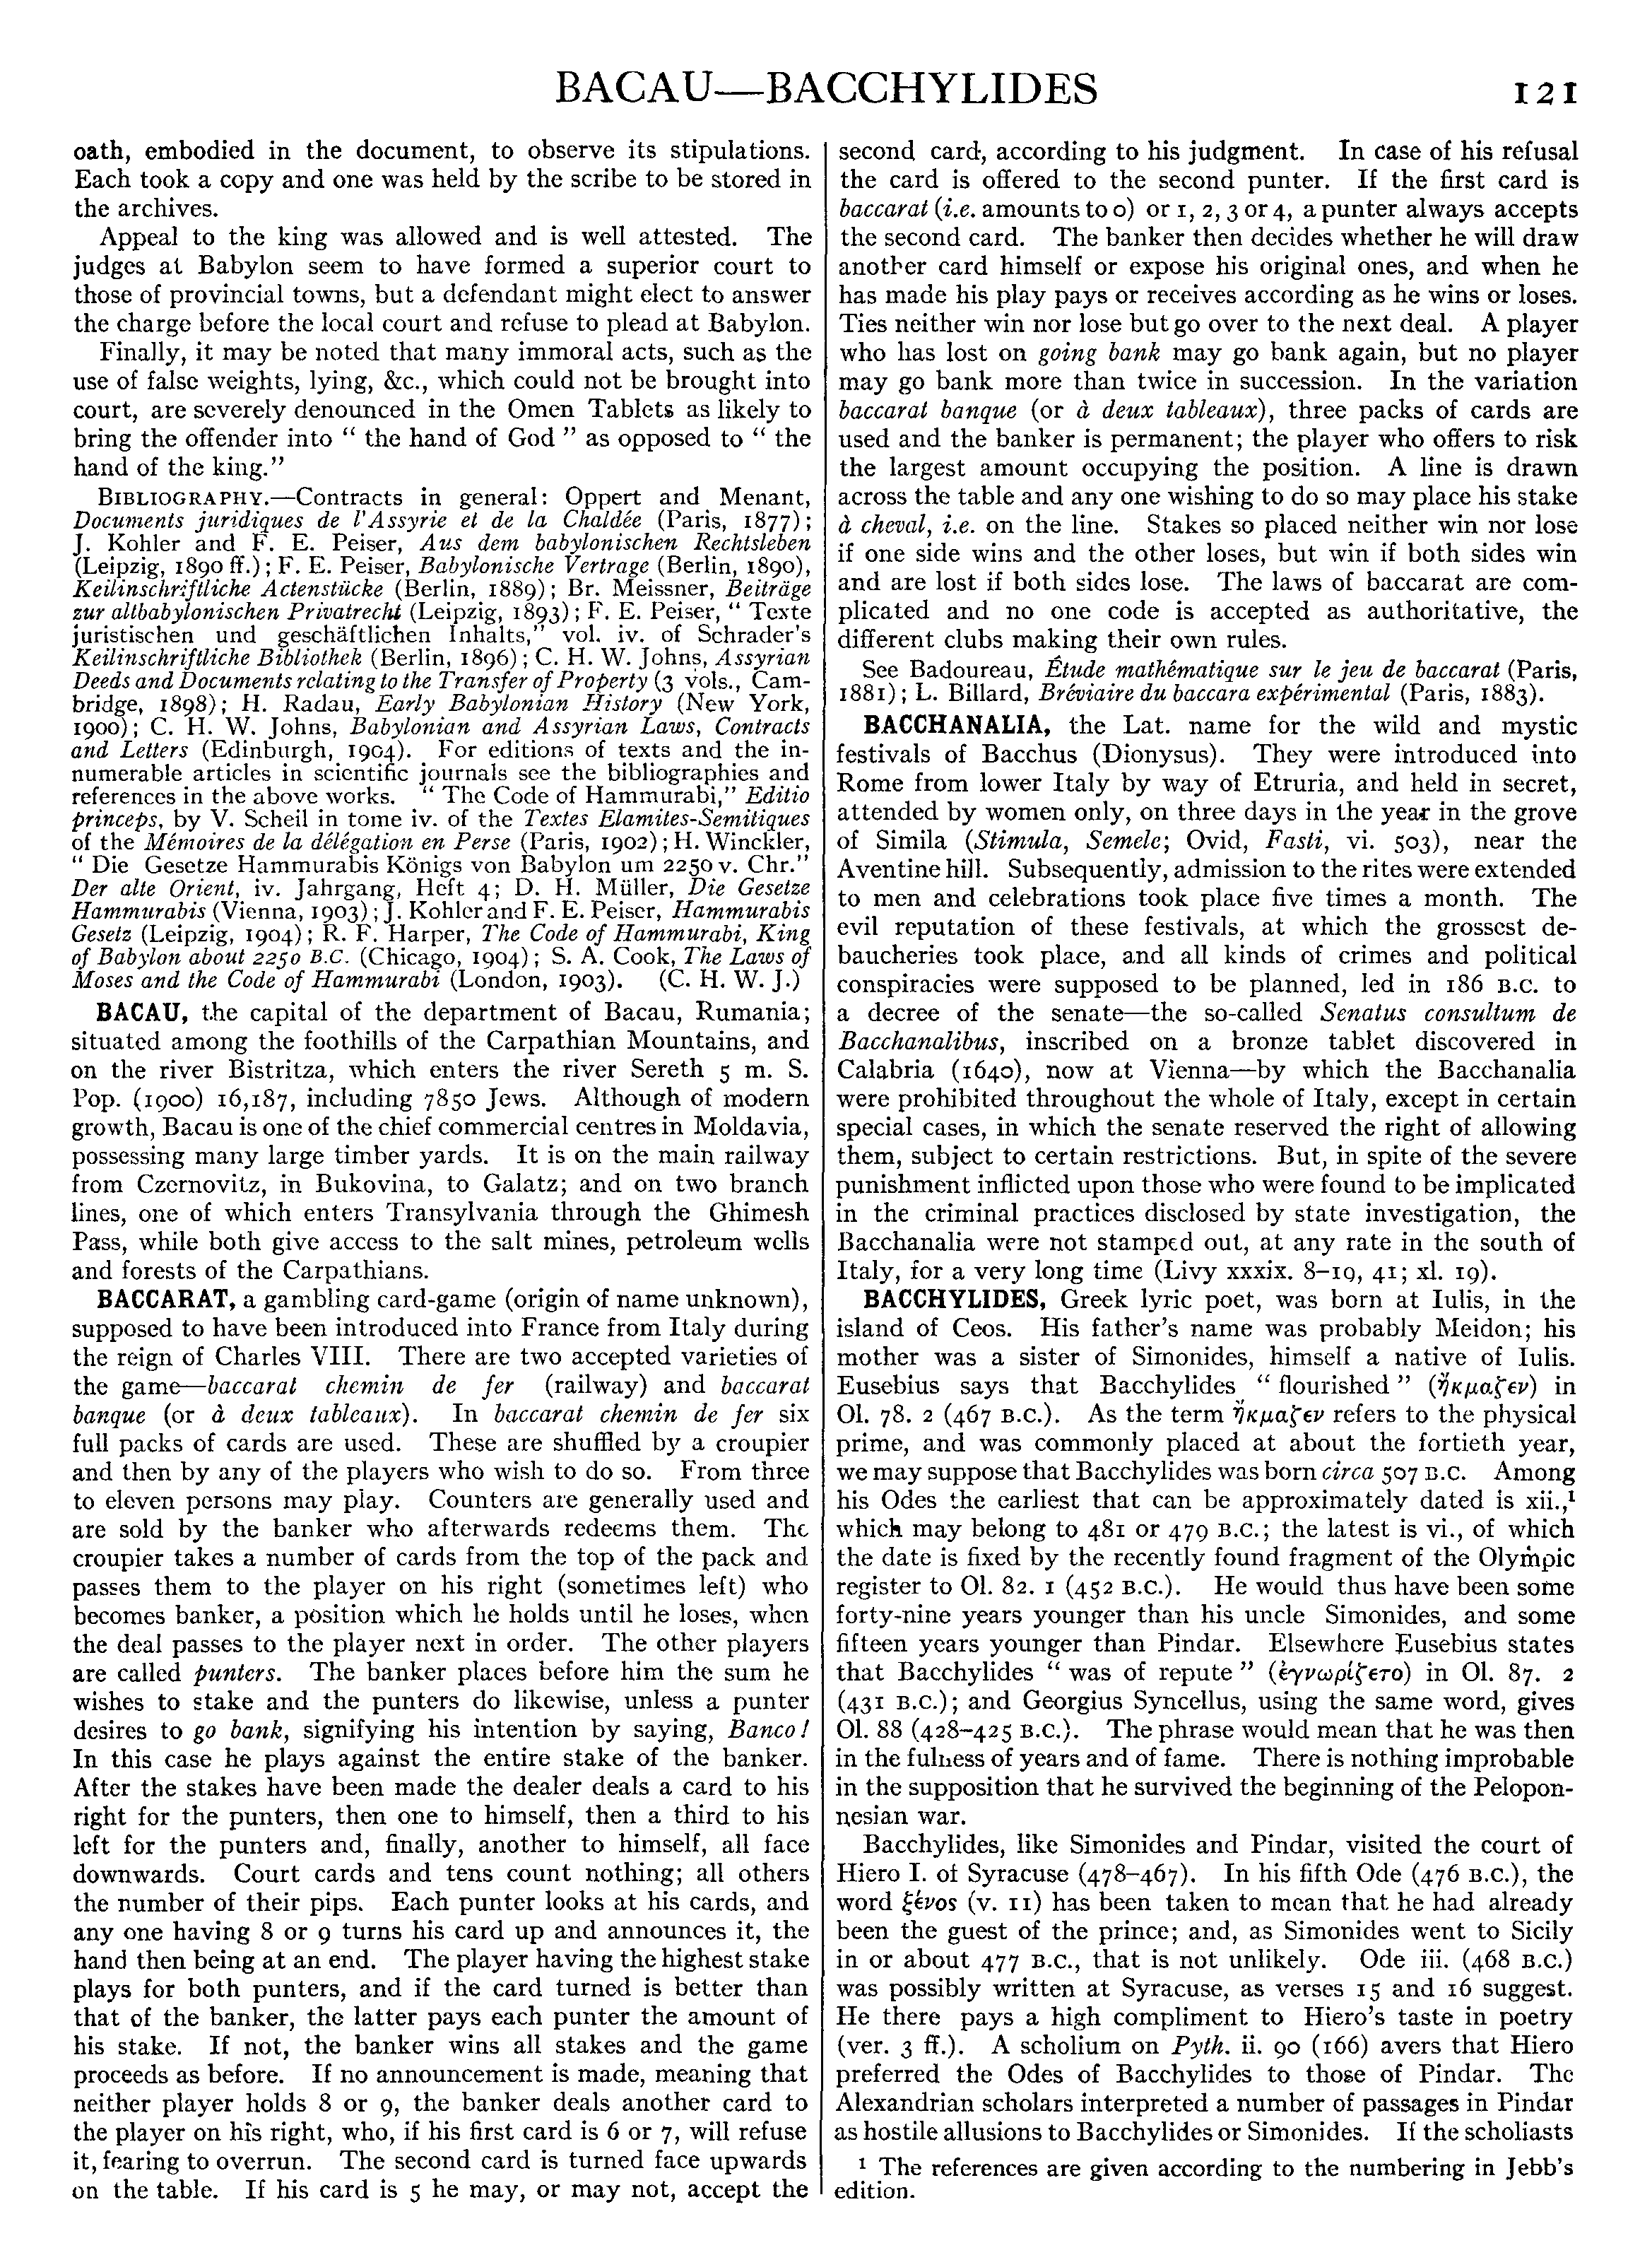 BACAU—BACCHYLIDES
121
oath, embodied in the document, to observe its stipulations.
Each took a copy and one was held by the scribe to be stored in
the archives.
Appeal to the king was allowed and is well attested. The
judges at Babylon seem to have formed a superior court to
those of provincial towns, but a defendant might elect to answer
the charge before the local court and refuse to plead at Babylon.
Finally, it may be noted that many immoral acts, such as the
use of false weights, lying, &c., which could not be brought into
court, are severely denounced in the Omen Tablets as likely to
bring the offender into “ the hand of God ” as opposed to “ the
hand of the king.”
BIBLIOGRAPHY.—Contracts in general: Oppert and Menant,
Documents juridiques de l'Assyrie et de la Chaldée (Paris, 1877);
J. Kohler and F. E. Peiser, Aus dem babylonischen Rechtsleben
(Leipzig, 1890 ff.); F. E. Peiser, Babylonische Vertrage (Berlin, 1890),
Keilinschriftliche Actenstücke (Berlin, 1889); Br. Meissner, Beiträge
zur altbabylonischen Privatrecht (Leipzig, 1893); F. E. Peiser, “ Texte
juristischen und geschäftlichen Inhalts,” vol. iv. of Schrader's
Keilinschriftliche Bibliothek (Berlin, 1896); C. H. W. Johns, Assyrian
Deeds and Documents relating to the Transfer of Property (3 vols., Cam-
bridge, 1898); H. Radau, Early Babylonian History (New York,
1900); C. H. W. Johns, Babylonian and Assyrian Laws, Contracts
and Letters (Edinburgh, 1904). For editions of texts and the in-
numerable articles in scientific journals see the bibliographies and
references in the above works. “ The Code of Hammurabi,” Editio
princeps, by V. Scheil in tome iv. of the Textes Elamites-Semitiques
of the Mémoires de la délégation en Perse (Paris, 1902); H. Winckler,
“ Die Gesetze Hammurabis Königs von Babylon um 2250 v. Chr.”
Der alte Orient, iv. Jahrgang, Heft 4; D. H. Müller, Die Gesetze
Hammurabis (Vienna, 1903); J. Kohler and F. E. Peiser, Hammurabis
Gesetz (Leipzig, 1904); R. F. Harper, The Code of Hammurabi, King
of Babylon about 2250 B.C. (Chicago, 1904); S. A. Cook, The Laws of
Moses and the Code of Hammurabi (London, 1903). (C. H. W. J.)
BACAU, the capital of the department of Bacau, Rumania;
situated among the foothills of the Carpathian Mountains, and
on the river Bistritza, which enters the river Sereth 5 m. S.
Pop. (1900) 16,187, including 7850 Jews. Although of modern
growth, Bacau is one of the chief commercial centres in Moldavia,
possessing many large timber yards. It is on the main railway
from Czernovitz, in Bukovina, to Galatz; and on two branch
lines, one of which enters Transylvania through the Ghimesh
Pass, while both give access to the salt mines, petroleum wells
and forests of the Carpathians.
BACCARAT, a gambling card-game (origin of name unknown),
supposed to have been introduced into France from Italy during
the reign of Charles VIII. There are two accepted varieties of
the game—baccarat chemin de fer (railway) and baccarat
banque (or à deux tableaux). In baccarat chemin de fer six
full packs of cards are used. These are shuffled by a croupier
and then by any of the players who wish to do so. From three
to eleven persons may play. Counters are generally used and
are sold by the banker who afterwards redeems them. The
croupier takes a number of cards from the top of the pack and
passes them to the player on his right (sometimes left) who
becomes banker, a position which he holds until he loses, when
the deal passes to the player next in order. The other players
are called punters. The banker places before him the sum he
wishes to stake and the punters do likewise, unless a punter
desires to go bank, signifying his intention by saying, Banco!
In this case he plays against the entire stake of the banker.
After the stakes have been made the dealer deals a card to his
right for the punters, then one to himself, then a third to his
left for the punters and, finally, another to himself, all face
downwards. Court cards and tens count nothing; all others
the number of their pips. Each punter looks at his cards, and
any one having 8 or 9 turns his card up and announces it, the
hand then being at an end. The player having the highest stake
plays for both punters, and if the card turned is better than
that of the banker, the latter pays each punter the amount of
his stake. If not, the banker wins all stakes and the game
proceeds as before. If no announcement is made, meaning that
neither player holds 8 or 9, the banker deals another card to
the player on his right, who, if his first card is 6 or 7, will refuse
it, fearing to overrun. The second card is turned face upwards
on the table. If his card is 5 he may, or may not, accept the
second card, according to his judgment. In case of his refusal
the card is offered to the second punter. If the first card is
baccarat (i.e. amounts to 0) or 1, 2, 3 or 4, a punter always accepts
the second card. The banker then decides whether he will draw
another card himself or expose his original ones, and when he
has made his play pays or receives according as he wins or loses.
Ties neither win nor lose but go over to the next deal. A player
who has lost on going bank may go bank again, but no player
may go bank more than twice in succession. In the variation
baccarat banque (or à deux tableaux), three packs of cards are
used and the banker is permanent; the player who offers to risk
the largest amount occupying the position. A line is drawn
across the table and any one wishing to do so may place his stake
à cheval, i.e. on the line. Stakes so placed neither win nor lose
if one side wins and the other loses, but win if both sides win
and are lost if both sides lose. The laws of baccarat are com-
plicated and no one code is accepted as authoritative, the
different clubs making their own rules.
See Badoureau, Étude mathématique sur le jeu de baccarat (Paris,
1881); L. Billard, Bréviaire du baccara expérimental (Paris, 1883).
BACCHANALIA, the Lat. name for the wild and mystic
festivals of Bacchus (Dionysus). They were introduced into
Rome from lower Italy by way of Etruria, and held in secret,
attended by women only, on three days in the year in the grove
of Simila (Stimula, Semele; Ovid, Fasti, vi. 503), near the
Aventine hill. Subsequently, admission to the rites were extended
to men and celebrations took place five times a month. The
evil reputation of these festivals, at which the grossest de-
baucheries took place, and all kinds of crimes and political
conspiracies were supposed to be planned, led in 186 B.C. to
a decree of the senate—the so-called Senatus consultum de
Bacchanalibus, inscribed on a bronze tablet discovered in
Calabria (1640), now at Vienna—by which the Bacchanalia
were prohibited throughout the whole of Italy, except in certain
special cases, in which the senate reserved the right of allowing
them, subject to certain restrictions. But, in spite of the severe
punishment inflicted upon those who were found to be implicated
in the criminal practices disclosed by state investigation, the
Bacchanalia were not stamped out, at any rate in the south of
Italy, for a very long time (Livy xxxix. 8–19, 41; xl. 19).
BACCHYLIDES, Greek lyric poet, was born at Iulis, in the
island of Ceos. His father's name was probably Meidon; his
mother was a sister of Simonides, himself a native of Iulis.
Eusebius says that Bacchylides “ flourished ” (ἤκμαζεν) in
Ol. 78. 2 (467 B.C.). As the term ἤκμαζεν refers to the physical
prime, and was commonly placed at about the fortieth year,
we may suppose that Bacchylides was born circa 507 B.C. Among
his Odes the earliest that can be approximately dated is xii.,¹
which may belong to 481 or 479 B.C.; the latest is vi., of which
the date is fixed by the recently found fragment of the Olympic
register to Ol. 82. 1 (452 B.C.). He would thus have been some
forty-nine years younger than his uncle Simonides, and some
fifteen years younger than Pindar. Elsewhere Eusebius states
that Bacchylides “ was of repute ” (ἐγνωρίζετο) in Ol. 87. 2
(431 B.C.); and Georgius Syncellus, using the same word, gives
Ol. 88 (428–425 B.C.). The phrase would mean that he was then
in the fulness of years and of fame. There is nothing improbable
in the supposition that he survived the beginning of the Pelopon-
nesian war.
Bacchylides, like Simonides and Pindar, visited the court of
Hiero I. of Syracuse (478–467). In his fifth Ode (476 B.C.), the
word ξένος (v. 11) has been taken to mean that he had already
been the guest of the prince; and, as Simonides went to Sicily
in or about 477 B.C., that is not unlikely. Ode iii. (468 B.C.)
was possibly written at Syracuse, as verses 15 and 16 suggest.
He there pays a high compliment to Hiero's taste in poetry
(ver. 3 ff.). A scholium on Pyth. ii. 90 (166) avers that Hiero
preferred the Odes of Bacchylides to those of Pindar. The
Alexandrian scholars interpreted a number of passages in Pindar
as hostile allusions to Bacchylides or Simonides. If the scholiasts
¹ The references are given according to the numbering in Jebb's
edition.